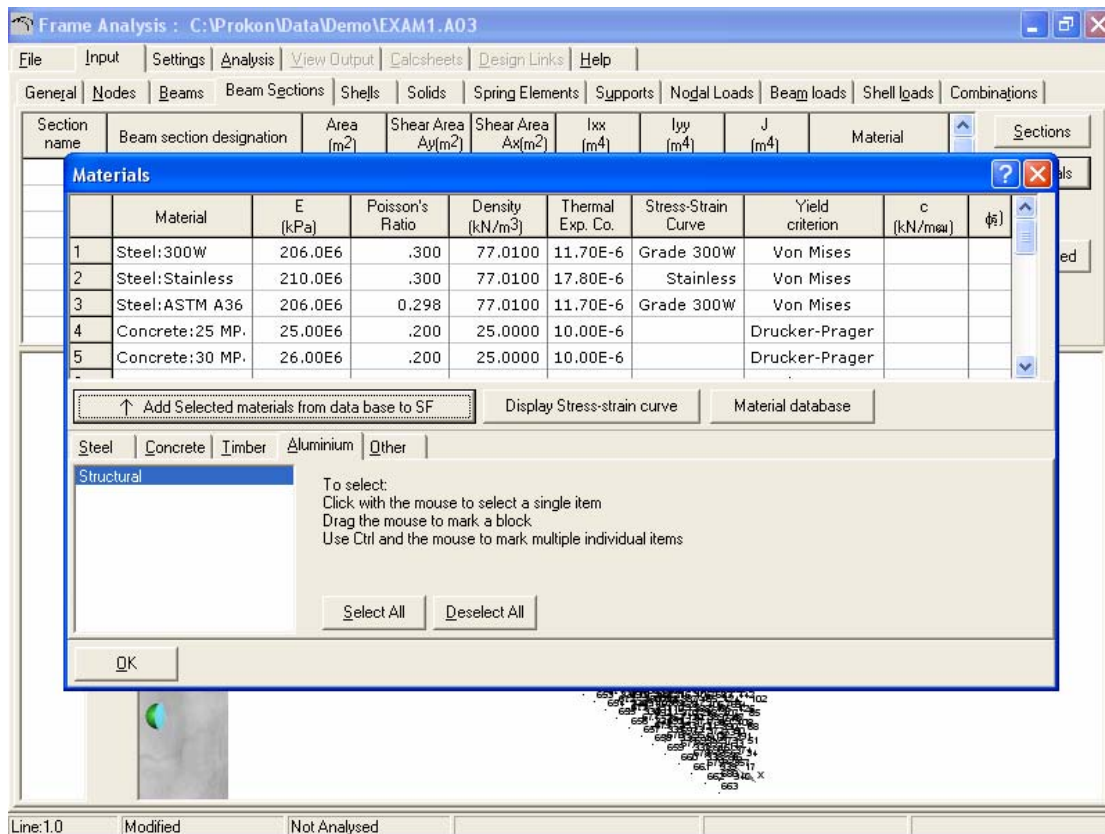 Frame Analysis : C:\Prokon\Data\Demo\EXAM1.A03
File Input Settings Analysis View Output Calcsheets Design Links Help
General Nodes Beams Beam Sections Shells Solids Spring Elements Supports Nodal Loads Beam loads Shell loads Combinations
Section name Beam section designation Area (m2) Shear Area Ay(m2) Shear Area Ax(m2) Ixx (m4) Iyy (m4) J (m4) Material Sections
Materials
Material E (kPa) Poisson's Ratio Density (kN/m3) Thermal Exp. Co. Stress-Strain Curve Yield criterion c
1 Steel:300W 206.0E6 .300 77.0100 11.70E-6 Grade 300W Von Mises
2 Steel:Stainless 210.0E6 .300 77.0100 17.80E-6 Stainless Von Mises
3 Steel:ASTM A36 206.0E6 0.298 77.0100 11.70E-6 Grade 300W Von Mises
4 Concrete:25 MP 25.00E6 .200 25.0000 10.00E-6 Drucker-Prager
5 Concrete:30 MP 26.00E6 .200 25.0000 10.00E-6 Drucker-Prager
↑ Add Selected materials from data base to SF Display Stress-strain curve Material database
Steel Concrete Timber Aluminium Other
Structural
To select:
Click with the mouse to select a single item
Drag the mouse to mark a block
Use Ctrl and the mouse to mark multiple individual items
Select All Deselect All
OK
663
Line:1.0 Modified Not Analysed